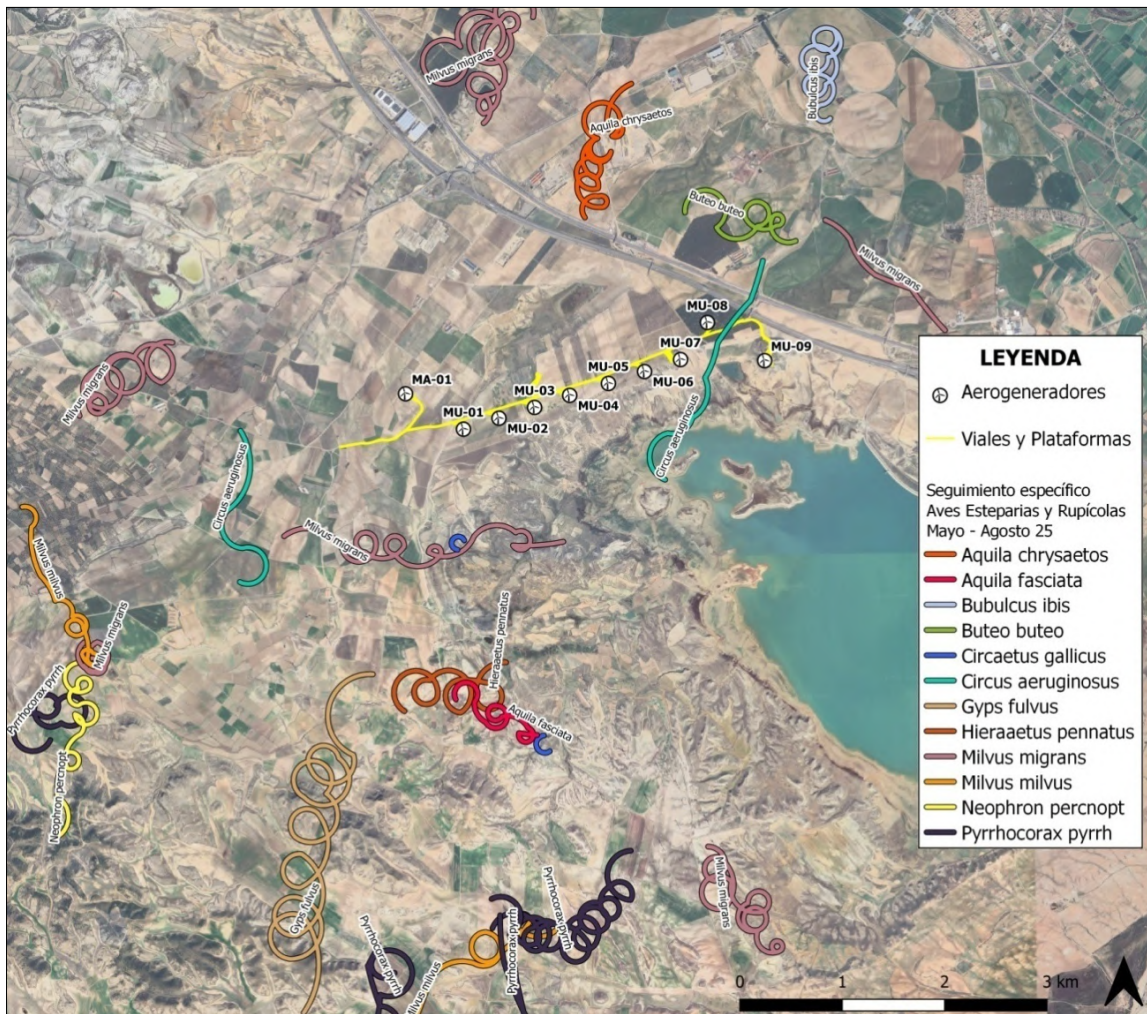 Milvus migrans
Aquila chrysaetos
Bubulcus ibis
Buteo buteo
Milvus migrans
MU-08
MU-07
MU-09
MU-05
MU-06
MA-01
MU-03
MU-04
MU-01
MU-02
Milvus migrans
Circus aeruginosus
Circus aeruginosus
Milvus migrans
Milvus milvus
Milvus migrans
Hieraaetus pennatus
Pyrrhocorax pyrrh
Aquila fasciata
Neophron percnopt
Gyps fulvus
Milvus migrans
Pyrrhocorax pyrrh
Pyrrhocorax pyrrh
Pyrrhocorax pyrrh
Milvus milvus
LEYENDA
Aerogeneradores
Viales y Plataformas
Seguimiento específico
Aves Esteparias y Rupícolas
Mayo - Agosto 25
Aquila chrysaetos
Aquila fasciata
Bubulcus ibis
Buteo buteo
Circaetus gallicus
Circus aeruginosus
Gyps fulvus
Hieraaetus pennatus
Milvus migrans
Milvus milvus
Neophron percnopt
Pyrrhocorax pyrrh
0 1 2 3 km